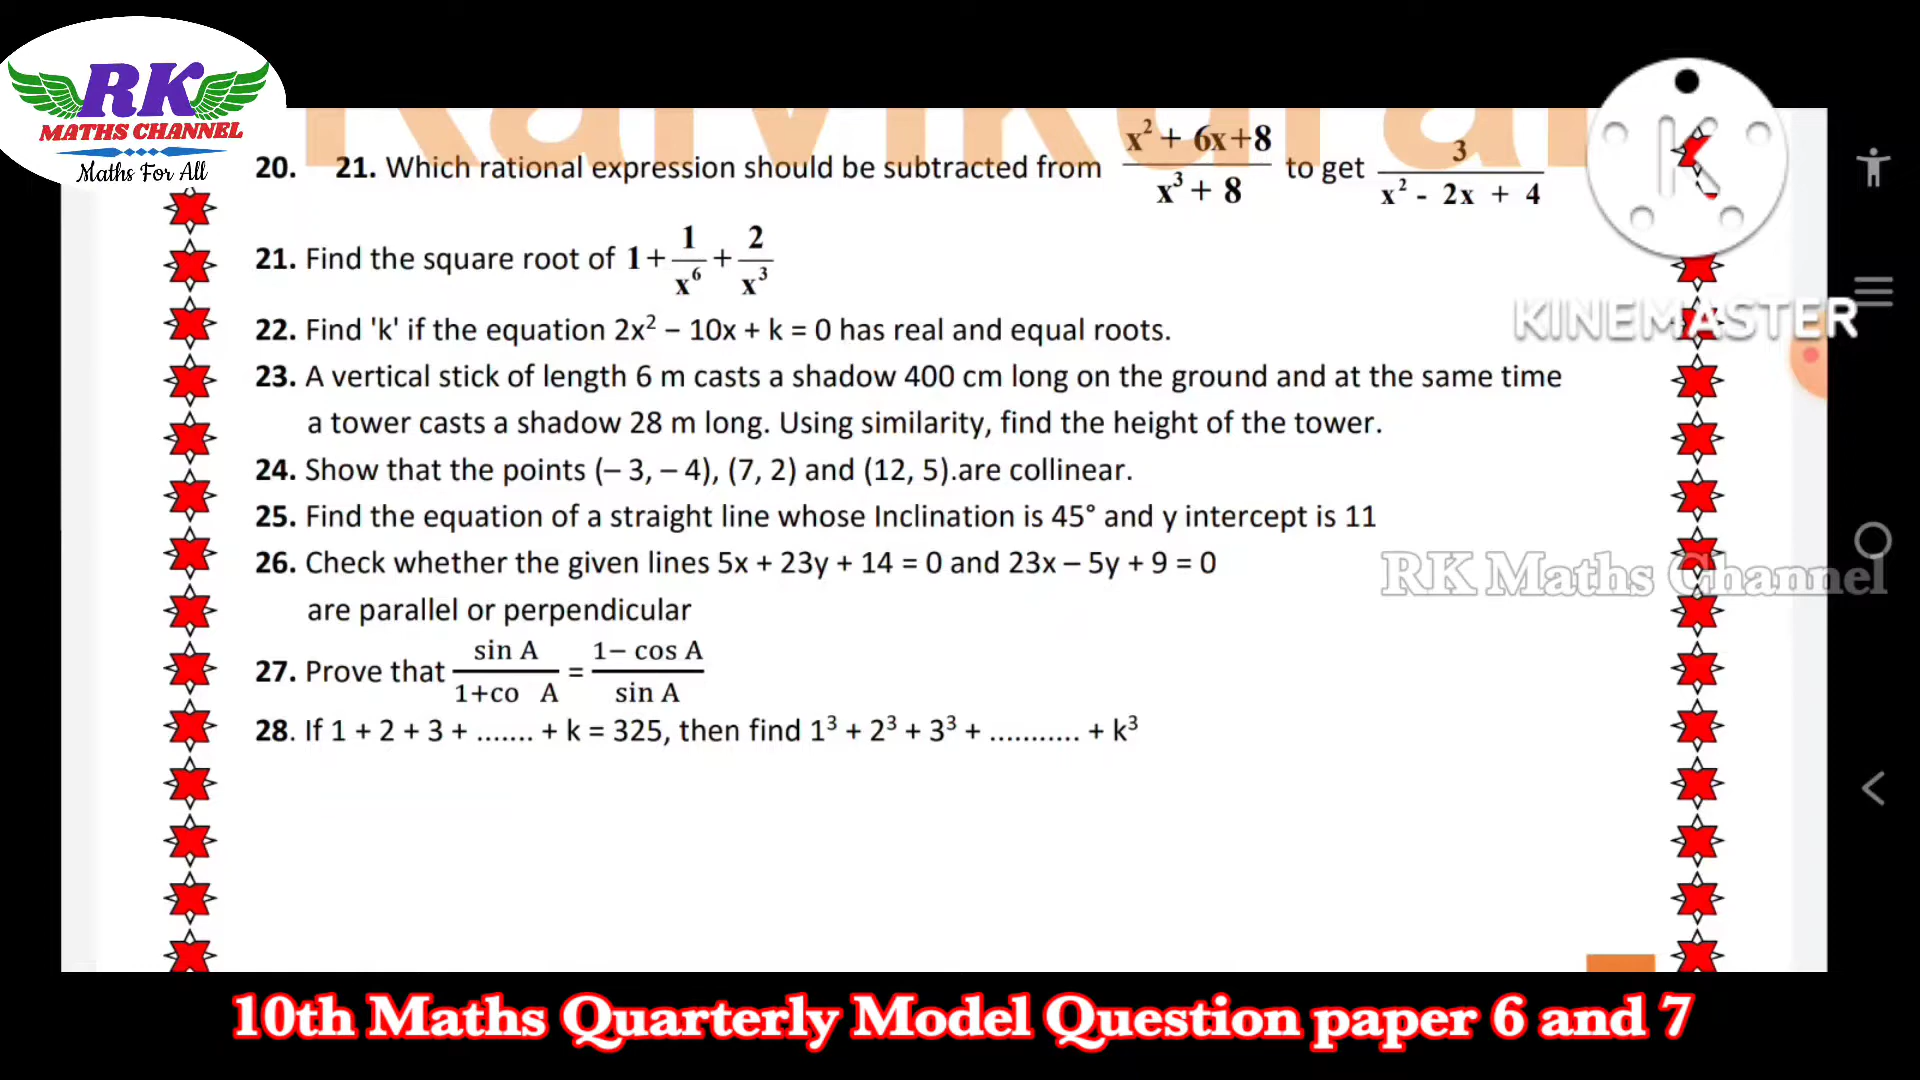 RK
MATHS CHANNEL
Maths For All
20. 21. Which rational expression should be subtracted from x² + 6x+8 / x³ + 8 to get 3 / x² - 2x + 4
21. Find the square root of 1 + 1/x⁶ + 2/x³
22. Find 'k' if the equation 2x² – 10x + k = 0 has real and equal roots.
23. A vertical stick of length 6 m casts a shadow 400 cm long on the ground and at the same time
a tower casts a shadow 28 m long. Using similarity, find the height of the tower.
24. Show that the points (– 3, – 4), (7, 2) and (12, 5).are collinear.
25. Find the equation of a straight line whose Inclination is 45° and y intercept is 11
26. Check whether the given lines 5x + 23y + 14 = 0 and 23x – 5y + 9 = 0
are parallel or perpendicular
27. Prove that sin A / 1+co A = 1– cos A / sin A
28. If 1 + 2 + 3 + ....... + k = 325, then find 1³ + 2³ + 3³ + ........... + k³
K
KINEMASTER
RK Maths Channel
10th Maths Quarterly Model Question paper 6 and 7